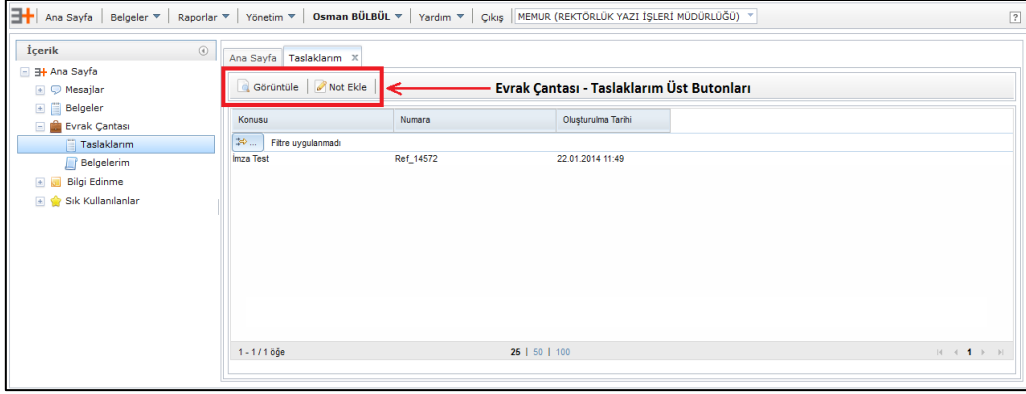 Ana Sayfa Belgeler Raporlar Yönetim Osman BÜLBÜL Yardım Çıkış MEMUR (REKTÖRLÜK YAZI İŞLERİ MÜDÜRLÜĞÜ) ?
İçerik
Ana Sayfa
Mesajlar
Belgeler
Evrak Çantası
Taslaklarım
Belgelerim
Bilgi Edinme
Sık Kullanılanlar
Ana Sayfa Taslaklarım x
Görüntüle Not Ekle Evrak Çantası - Taslaklarım Üst Butonları
Konusu Numara Oluşturulma Tarihi
... Filtre uygulanmadı
İmza Test Ref_14572 22.01.2014 11:49
1 - 1 / 1 öğe 25 | 50 | 100 1